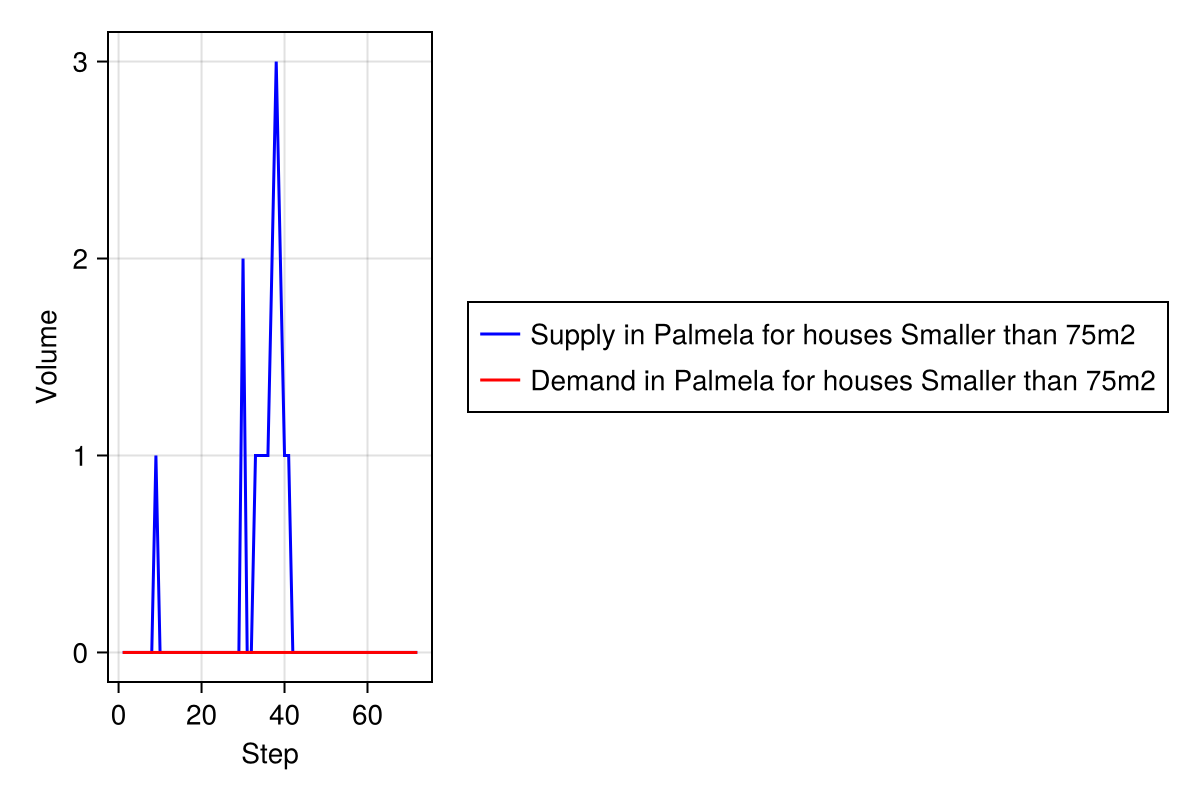 3
2
1
0
Volume
0 20 40 60
Step
Supply in Palmela for houses Smaller than 75m2
Demand in Palmela for houses Smaller than 75m2